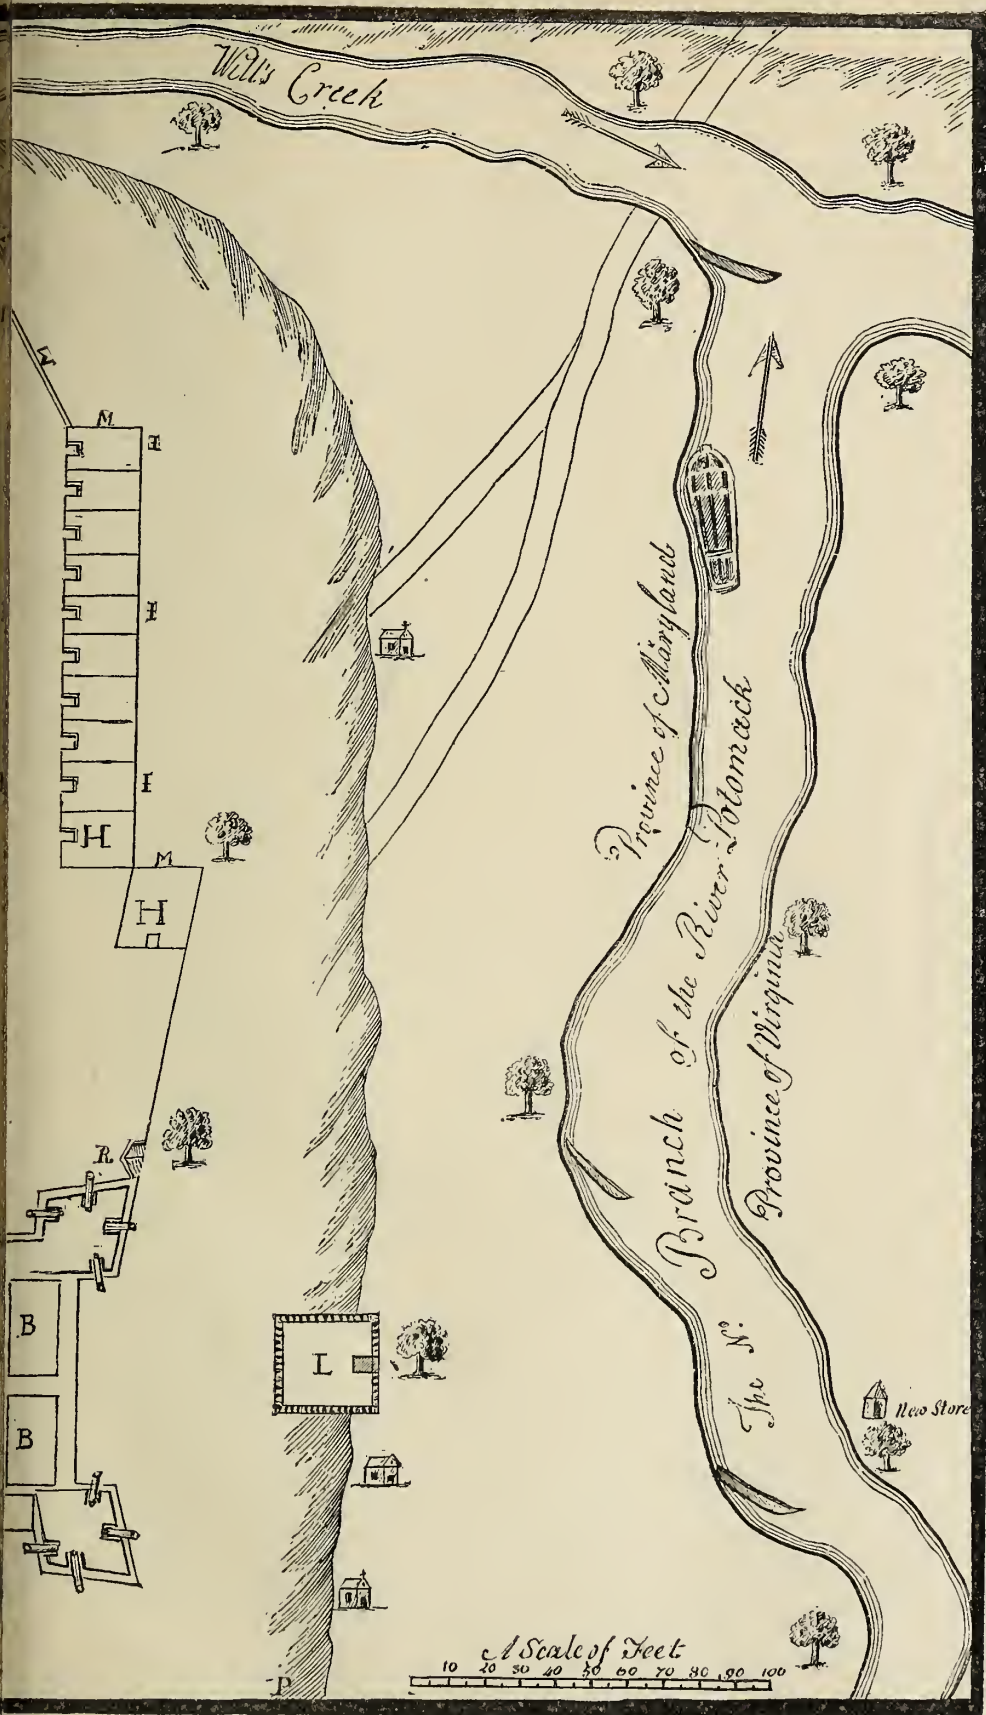 Will's Creek
M
M
I
I
I
H
M
H
Province of Maryland
The No. Branch of the River Potomack
Province of Virginia
R
B
B
L
New Store
P
A Scale of Feet
10 20 30 40 50 60 70 80 90 100